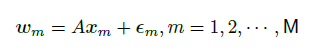 w_m = Ax_m + ϵ_m, m = 1, 2, ⋯ , M